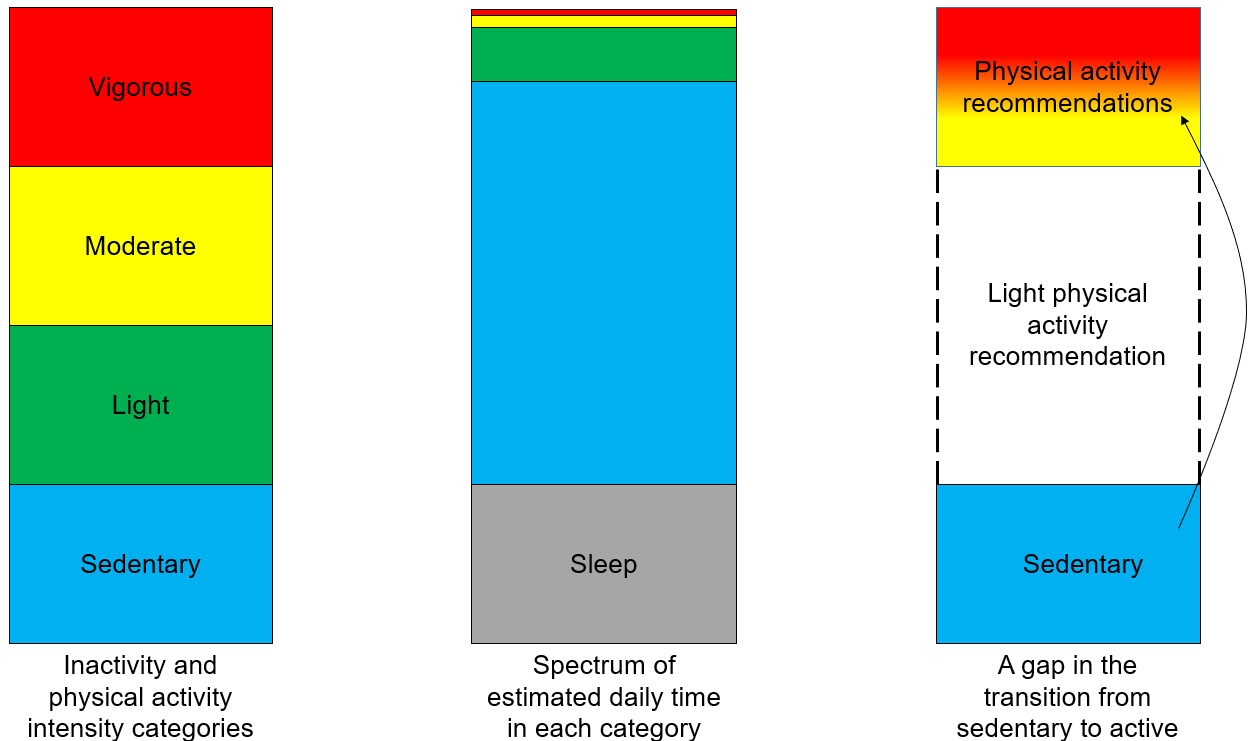 Vigorous
Moderate
Light
Sedentary
Inactivity and
physical activity
intensity categories
Sleep
Spectrum of
estimated daily time
in each category
Physical activity
recommendations
Light physical
activity
recommendation
Sedentary
A gap in the
transition from
sedentary to active